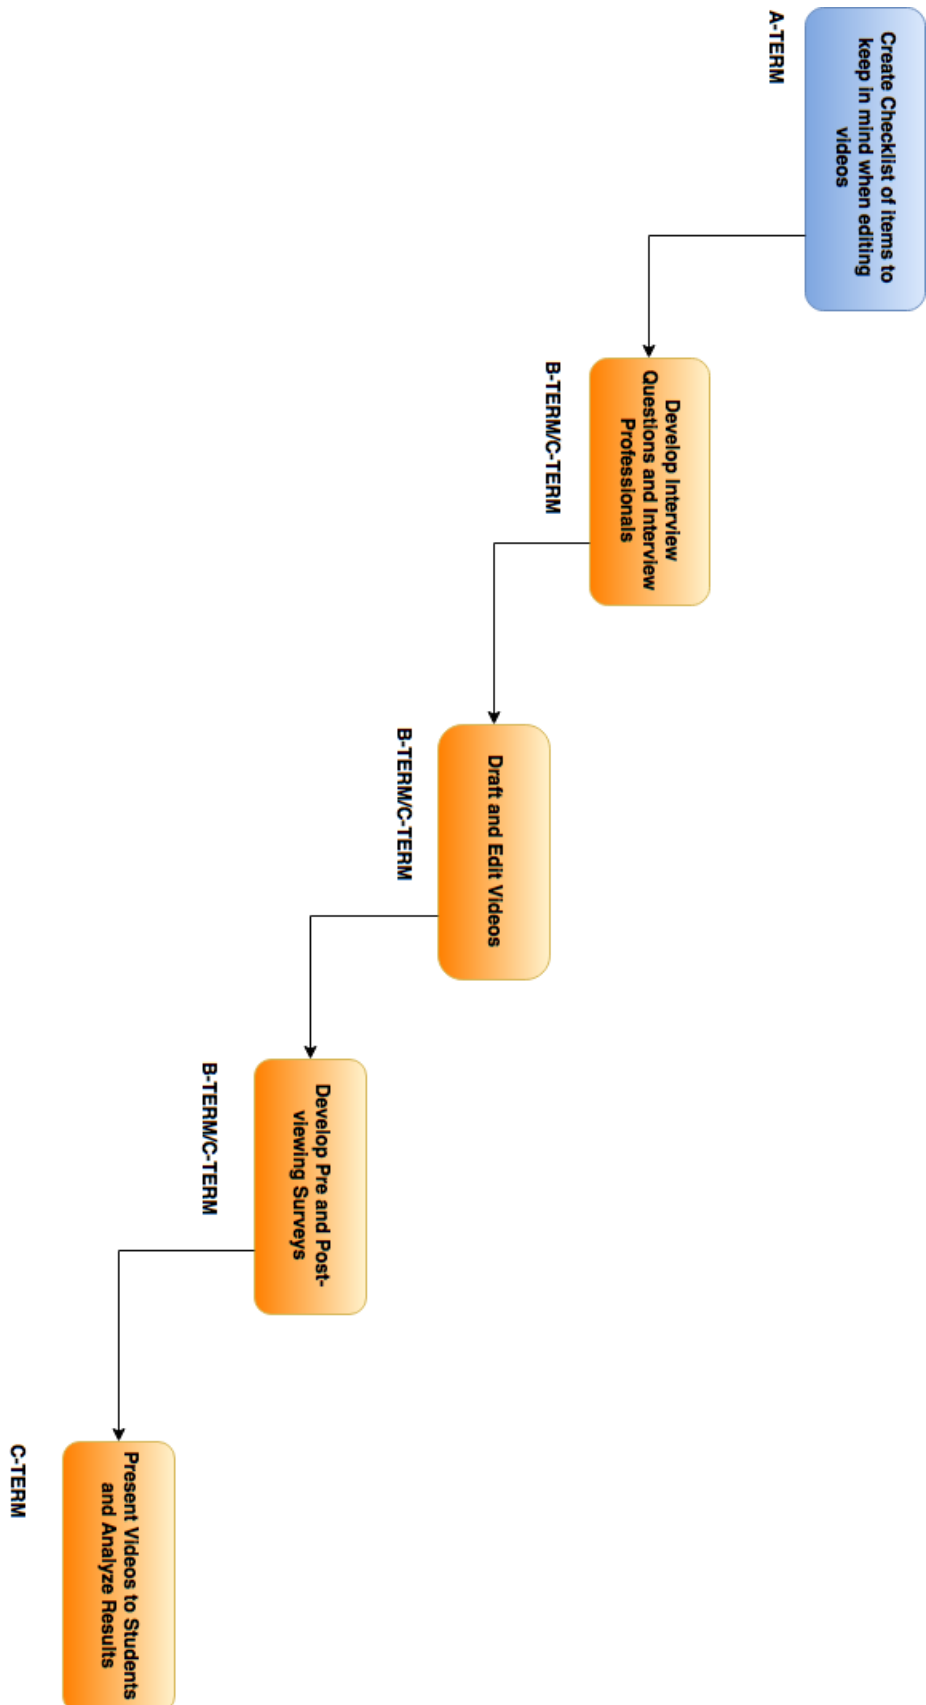 Create Checklist of items to
keep in mind when editing
videos
A-TERM
Develop Interview
Questions and Interview
Professionals
B-TERM/C-TERM
Draft and Edit Videos
B-TERM/C-TERM
Develop Pre and Post-
viewing Surveys
B-TERM/C-TERM
Present Videos to Students
and Analyze Results
C-TERM